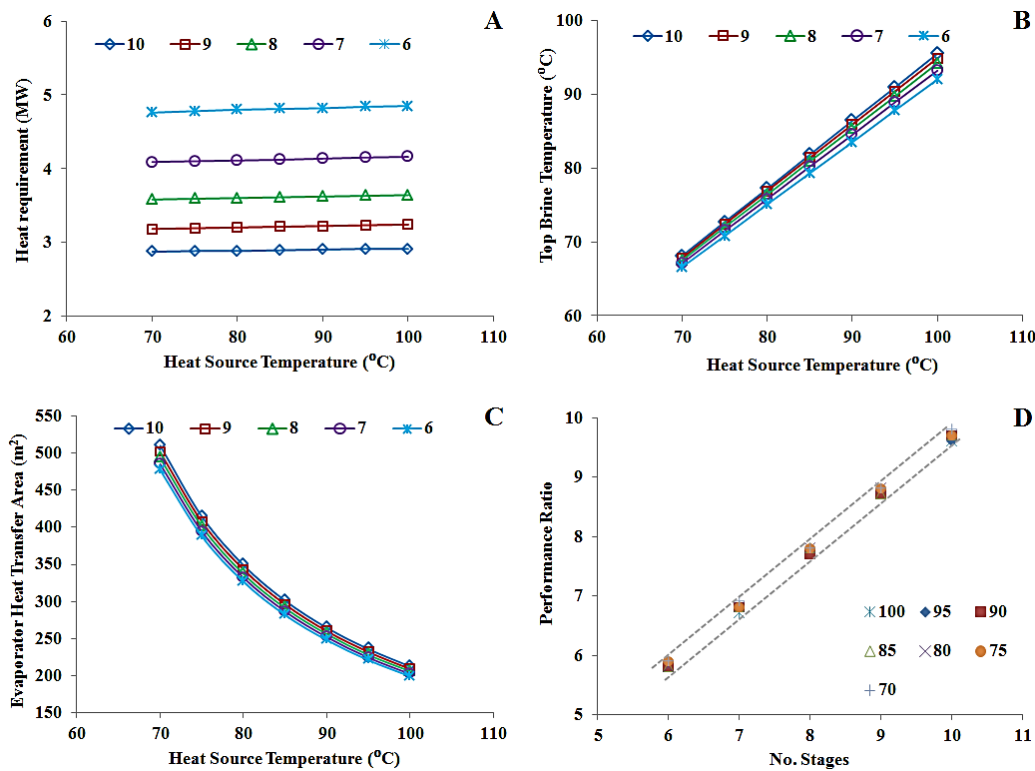 A
6
10 9 8 7 6
5
4
3
2
60 70 80 90 100 110
Heat requirement (MW)
Heat Source Temperature (⁰C)
B
100
10 9 8 7 6
90
80
70
60
60 70 80 90 100 110
Top Brine Temperature (⁰C)
Heat Source Temperature (⁰C)
C
550
10 9 8 7 6
500
450
400
350
300
250
200
150
60 70 80 90 100 110
Evaporator Heat Transfer Area (m²)
Heat Source Temperature (⁰C)
D
10
9
8
7
6
5
5 6 7 8 9 10 11
Performance Ratio
No. Stages
100 95 90
85 80 75
70